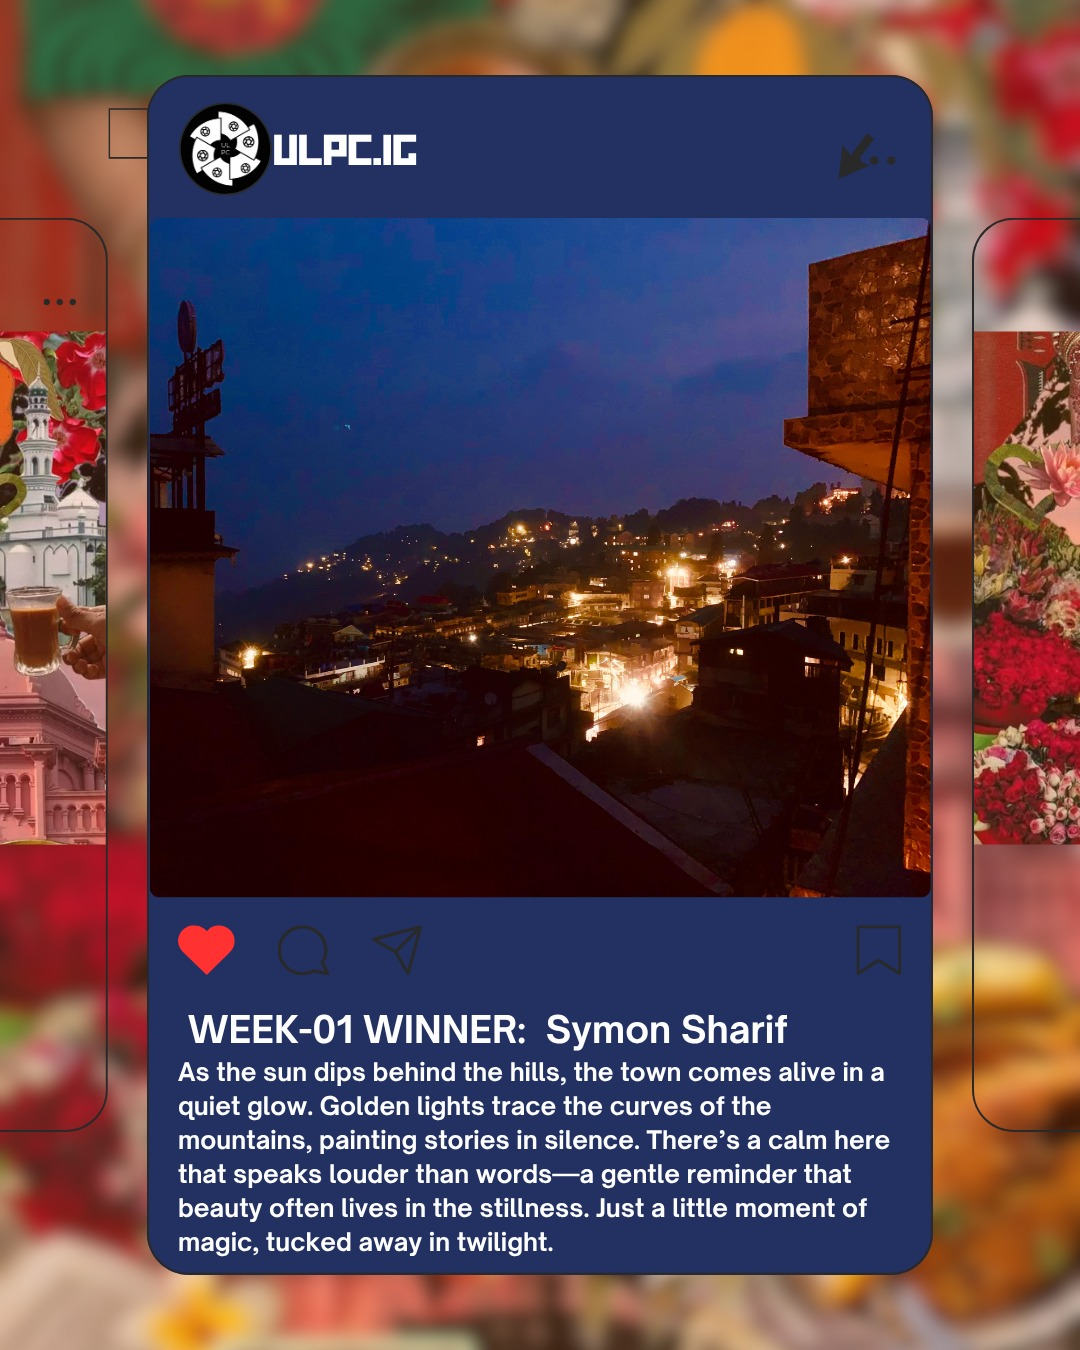 UL
PC
ULPC.IG
WEEK-01 WINNER: Symon Sharif
As the sun dips behind the hills, the town comes alive in a
quiet glow. Golden lights trace the curves of the
mountains, painting stories in silence. There’s a calm here
that speaks louder than words—a gentle reminder that
beauty often lives in the stillness. Just a little moment of
magic, tucked away in twilight.